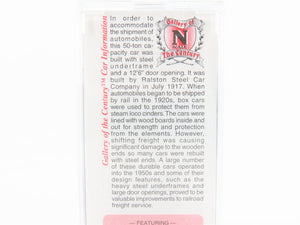 In order to
accommodate
the shipment of
automobiles,
this 50-ton ca-
pacity car was
built with steel
underframe
and a 12'6" door opening. It was
built by Ralston Steel Car
Company in July 1917. When
automobiles began to be shipped
by rail in the 1920s, box cars
were used to protect them from
steam loco cinders. The cars were
lined with wood boards inside and
out for strength and protection
from the elements. However,
shifting freight was causing
significant damage to the wooden
ends so many cars were rebuilt
with steel ends. A large number
of these durable cars operated
into the 1950s and some of their
design features, such as the
heavy steel underframes and
large door openings, proved to be
valuable improvements to railroad
freight service.
Gallery of
N
The Century
Gallery of the Century™ Car Information
— FEATURING —